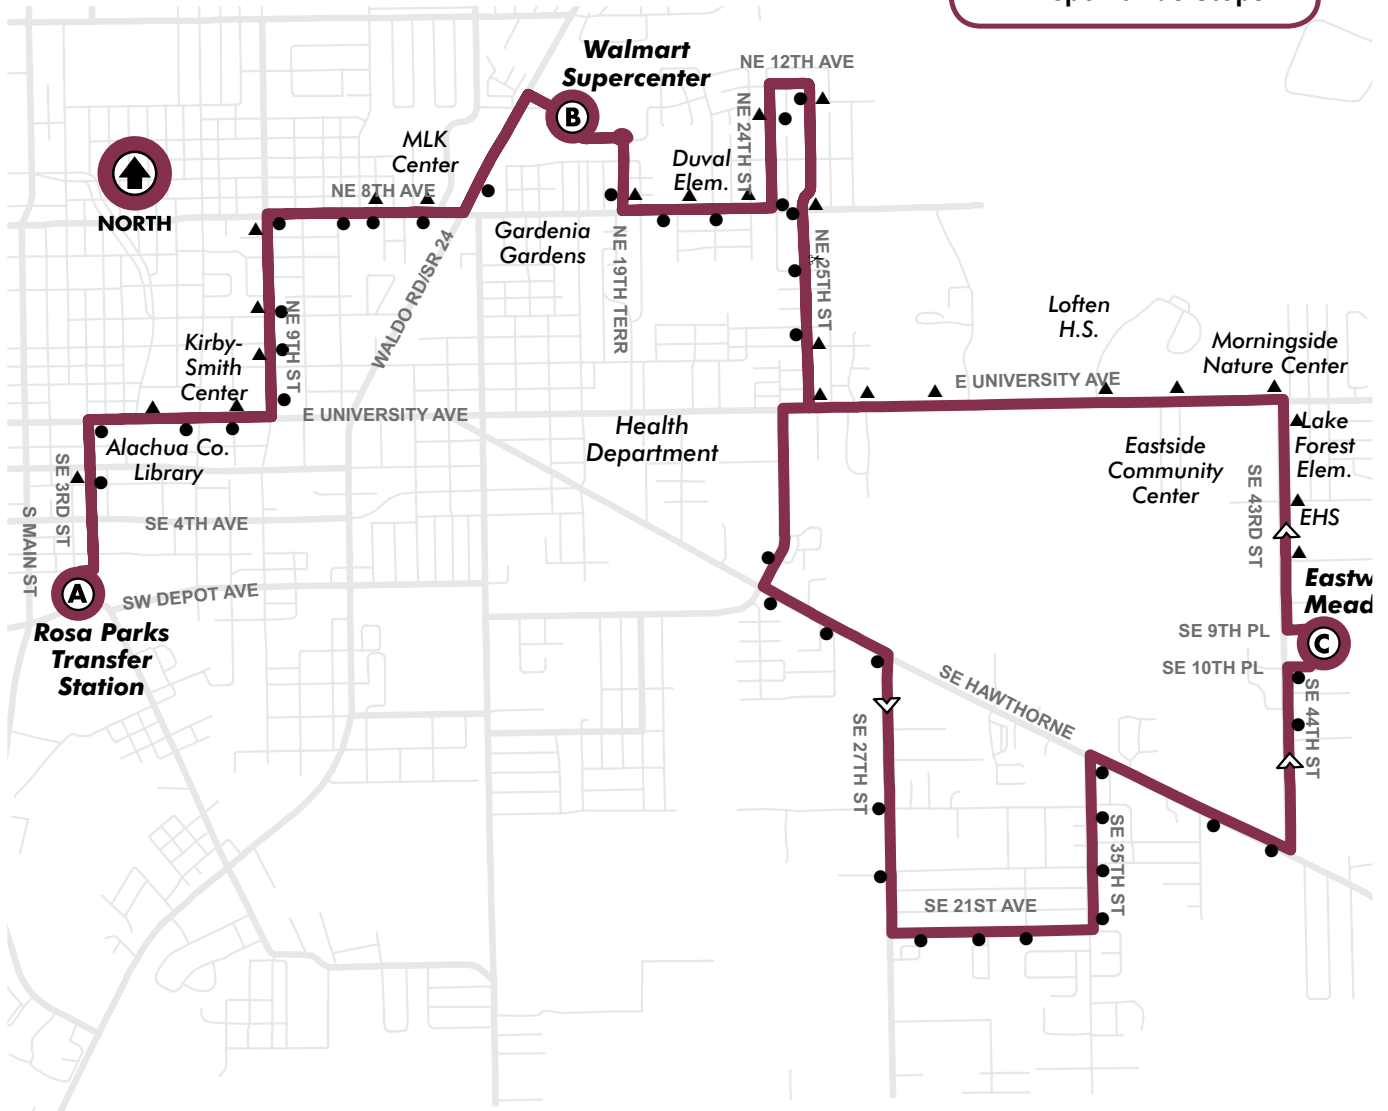 Walmart
Supercenter
NE 12TH AVE
B
MLK
Center
NE 24TH ST
Duval
Elem.
NE 8TH AVE
NORTH
Gardenia
Gardens
NE 19TH TERR
NE 25TH ST
WALDO RD/SR 24
Loften
H.S.
Kirby-
Smith
Center
NE 9TH ST
Morningside
Nature Center
E UNIVERSITY AVE
E UNIVERSITY AVE
Health
Department
Lake
Forest
Elem.
Alachua Co.
Library
Eastside
Community
Center
SE 3RD ST
SE 43RD ST
S MAIN ST
SE 4TH AVE
EHS
SW DEPOT AVE
A
Rosa Parks
Transfer
Station
Eastw
Mead
SE 9TH PL
C
SE 10TH PL
SE HAWTHORNE
SE 44TH ST
SE 27TH ST
SE 35TH ST
SE 21ST AVE